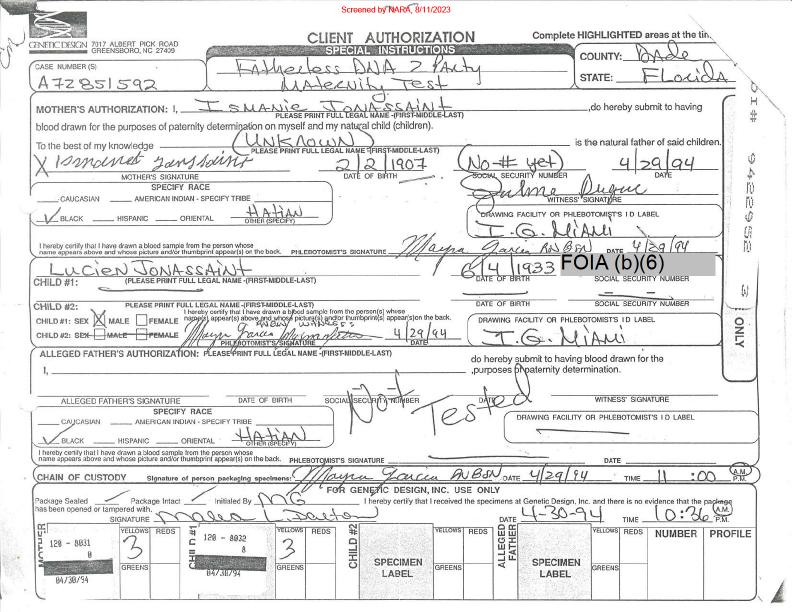 Screened by NARA, 8/11/2023
GENETIC DESIGN 7017 ALBERT PICK ROAD
GREENSBORO, NC 27409
CLIENT AUTHORIZATION
SPECIAL INSTRUCTIONS
Complete HIGHLIGHTED areas at the tim
CASE NUMBER (S)
A72851592
Fatherless DNA 2 Party
Maternity Test
COUNTY: Dade
STATE: Florida
MOTHER'S AUTHORIZATION: I, Ismanie Jonassaint ,do hereby submit to having
PLEASE PRINT FULL LEGAL NAME-(FIRST-MIDDLE-LAST)
blood drawn for the purposes of paternity determination on myself and my natural child (children).
To the best of my knowledge (Unknown) is the natural father of said children.
PLEASE PRINT FULL LEGAL NAME-(FIRST-MIDDLE-LAST)
X 2/2/1907 (No-# yet) 4/29/94
MOTHER'S SIGNATURE DATE OF BIRTH SOCIAL SECURITY NUMBER DATE
SPECIFY RACE
WITNESS' SIGNATURE
CAUCASIAN AMERICAN INDIAN - SPECIFY TRIBE
BLACK HISPANIC ORIENTAL Hatian
OTHER (SPECIFY)
DRAWING FACILITY OR PHLEBOTOMIST'S I D LABEL
I.G. Miami
I hereby certify that I have drawn a blood sample from the person whose
name appears above and whose picture and/or thumbprint appear(s) on the back. PHLEBOTOMIST'S SIGNATURE Mayra Garcia RN BSN DATE 4/29/94
Lucien Jonassaint 6/4/1933 FOIA (b)(6)
CHILD #1: (PLEASE PRINT FULL LEGAL NAME -(FIRST-MIDDLE-LAST) DATE OF BIRTH SOCIAL SECURITY NUMBER
CHILD #2: PLEASE PRINT FULL LEGAL NAME -(FIRST-MIDDLE-LAST) DATE OF BIRTH SOCIAL SECURITY NUMBER
I hereby certify that I have drawn a blood sample from the person(s) whose
CHILD #1: SEX X MALE FEMALE name(s) appear(s) above and whose picture(s) and/or thumbprint(s) appear(s) on the back.
CHILD #2: SEX MALE FEMALE Mayra Garcia 4/29/94
PHLEBOTOMIST'S SIGNATURE DATE
DRAWING FACILITY OR PHLEBOTOMIST'S I D LABEL
I.G. Miami
ALLEGED FATHER'S AUTHORIZATION: PLEASE PRINT FULL LEGAL NAME -(FIRST-MIDDLE-LAST) do hereby submit to having blood drawn for the
I, ,purposes of paternity determination.
Not Tested
ALLEGED FATHER'S SIGNATURE DATE OF BIRTH SOCIAL SECURITY NUMBER DATE WITNESS' SIGNATURE
SPECIFY RACE
CAUCASIAN AMERICAN INDIAN - SPECIFY TRIBE
BLACK HISPANIC ORIENTAL Hatian
OTHER (SPECIFY)
DRAWING FACILITY OR PHLEBOTOMIST'S I D LABEL
I hereby certify that I have drawn a blood sample from the person whose
name appears above and whose picture and/or thumbprint appear(s) on the back. PHLEBOTOMIST'S SIGNATURE DATE
CHAIN OF CUSTODY Signature of person packaging specimens: Mayra Garcia RN BSN DATE 4/29/94 TIME 11:00 A.M. P.M.
FOR GENETIC DESIGN, INC. USE ONLY
Package Sealed Package Intact Initialed By MG I hereby certify that I received the specimens at Genetic Design, Inc. and there is no evidence that the package
has been opened or tampered with.
SIGNATURE DATE 4-30-94 TIME 10:36 A.M. P.M.
MOTHER 120 - 8031 0 04/30/94 YELLOWS 3 REDS GREENS
CHILD #1 120 - 8032 8 04/30/94 YELLOWS 3 REDS GREENS
CHILD #2 SPECIMEN LABEL YELLOWS REDS GREENS
ALLEGED FATHER SPECIMEN LABEL YELLOWS REDS GREENS
NUMBER PROFILE
ID# 9422952 3
ONLY